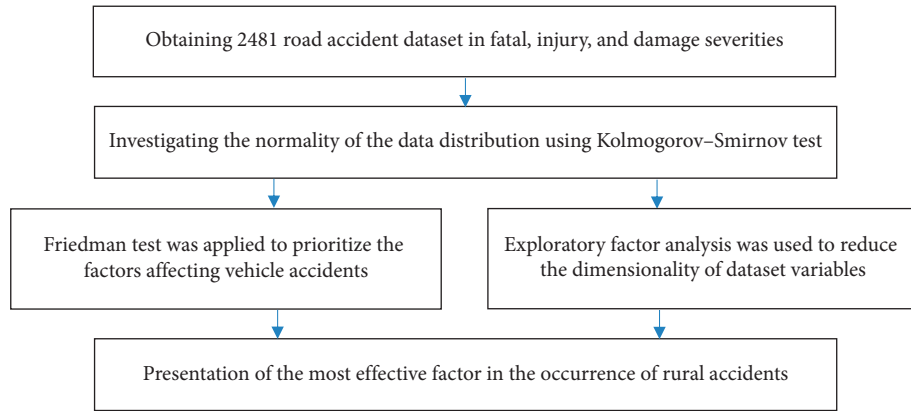 Obtaining 2481 road accident dataset in fatal, injury, and damage severities
Investigating the normality of the data distribution using Kolmogorov–Smirnov test
Friedman test was applied to prioritize the
factors affecting vehicle accidents
Exploratory factor analysis was used to reduce
the dimensionality of dataset variables
Presentation of the most effective factor in the occurrence of rural accidents